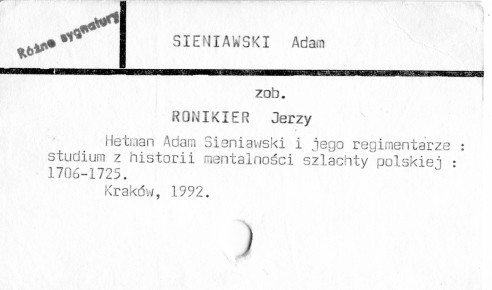 Różne sygnatury
SIENIAWSKI Adam
zob.
RONIKIER Jerzy
Hetman Adam Sieniawski i jego regimentarze :
studium z historii mentalności szlachty polskiej :
1706-1725.
Kraków, 1992.